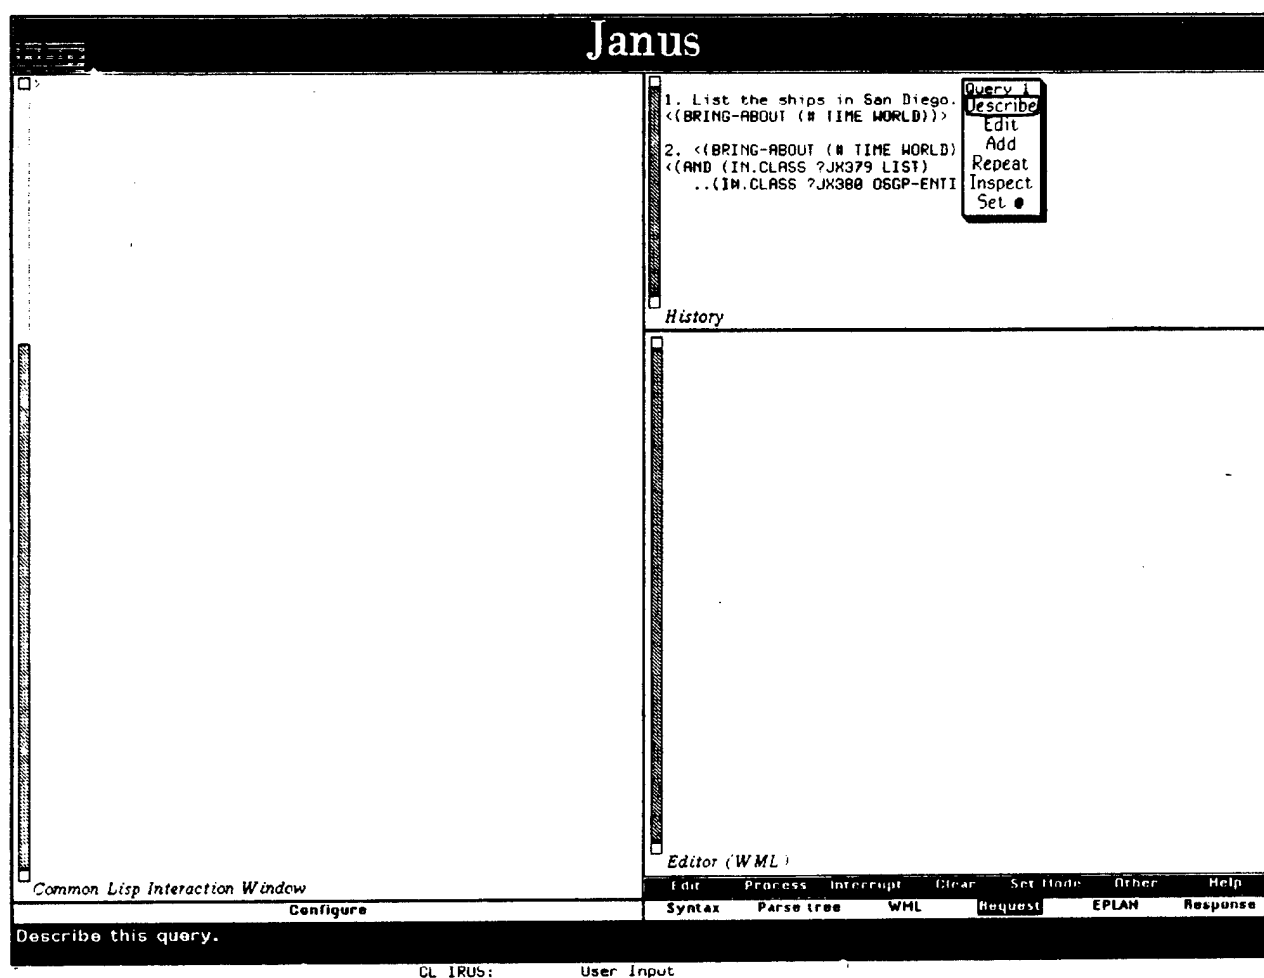 Janus
1. List the ships in San Diego.
<(BRING-ABOUT (# TIME WORLD))>
2. <(BRING-ABOUT (# TIME WORLD)
<(AND (IN.CLASS ?JX379 LIST)
..(IN.CLASS ?JX380 OSGP-ENTI
Query 1
Describe
Edit
Add
Repeat
Inspect
Set
History
Editor (WML)
Common Lisp Interaction Window
Configure
Edit Process Interrupt Clear Set Mode Other Help
Syntax Parse tree WML Request EPLAN Response
Describe this query.
CL IRUS: User Input